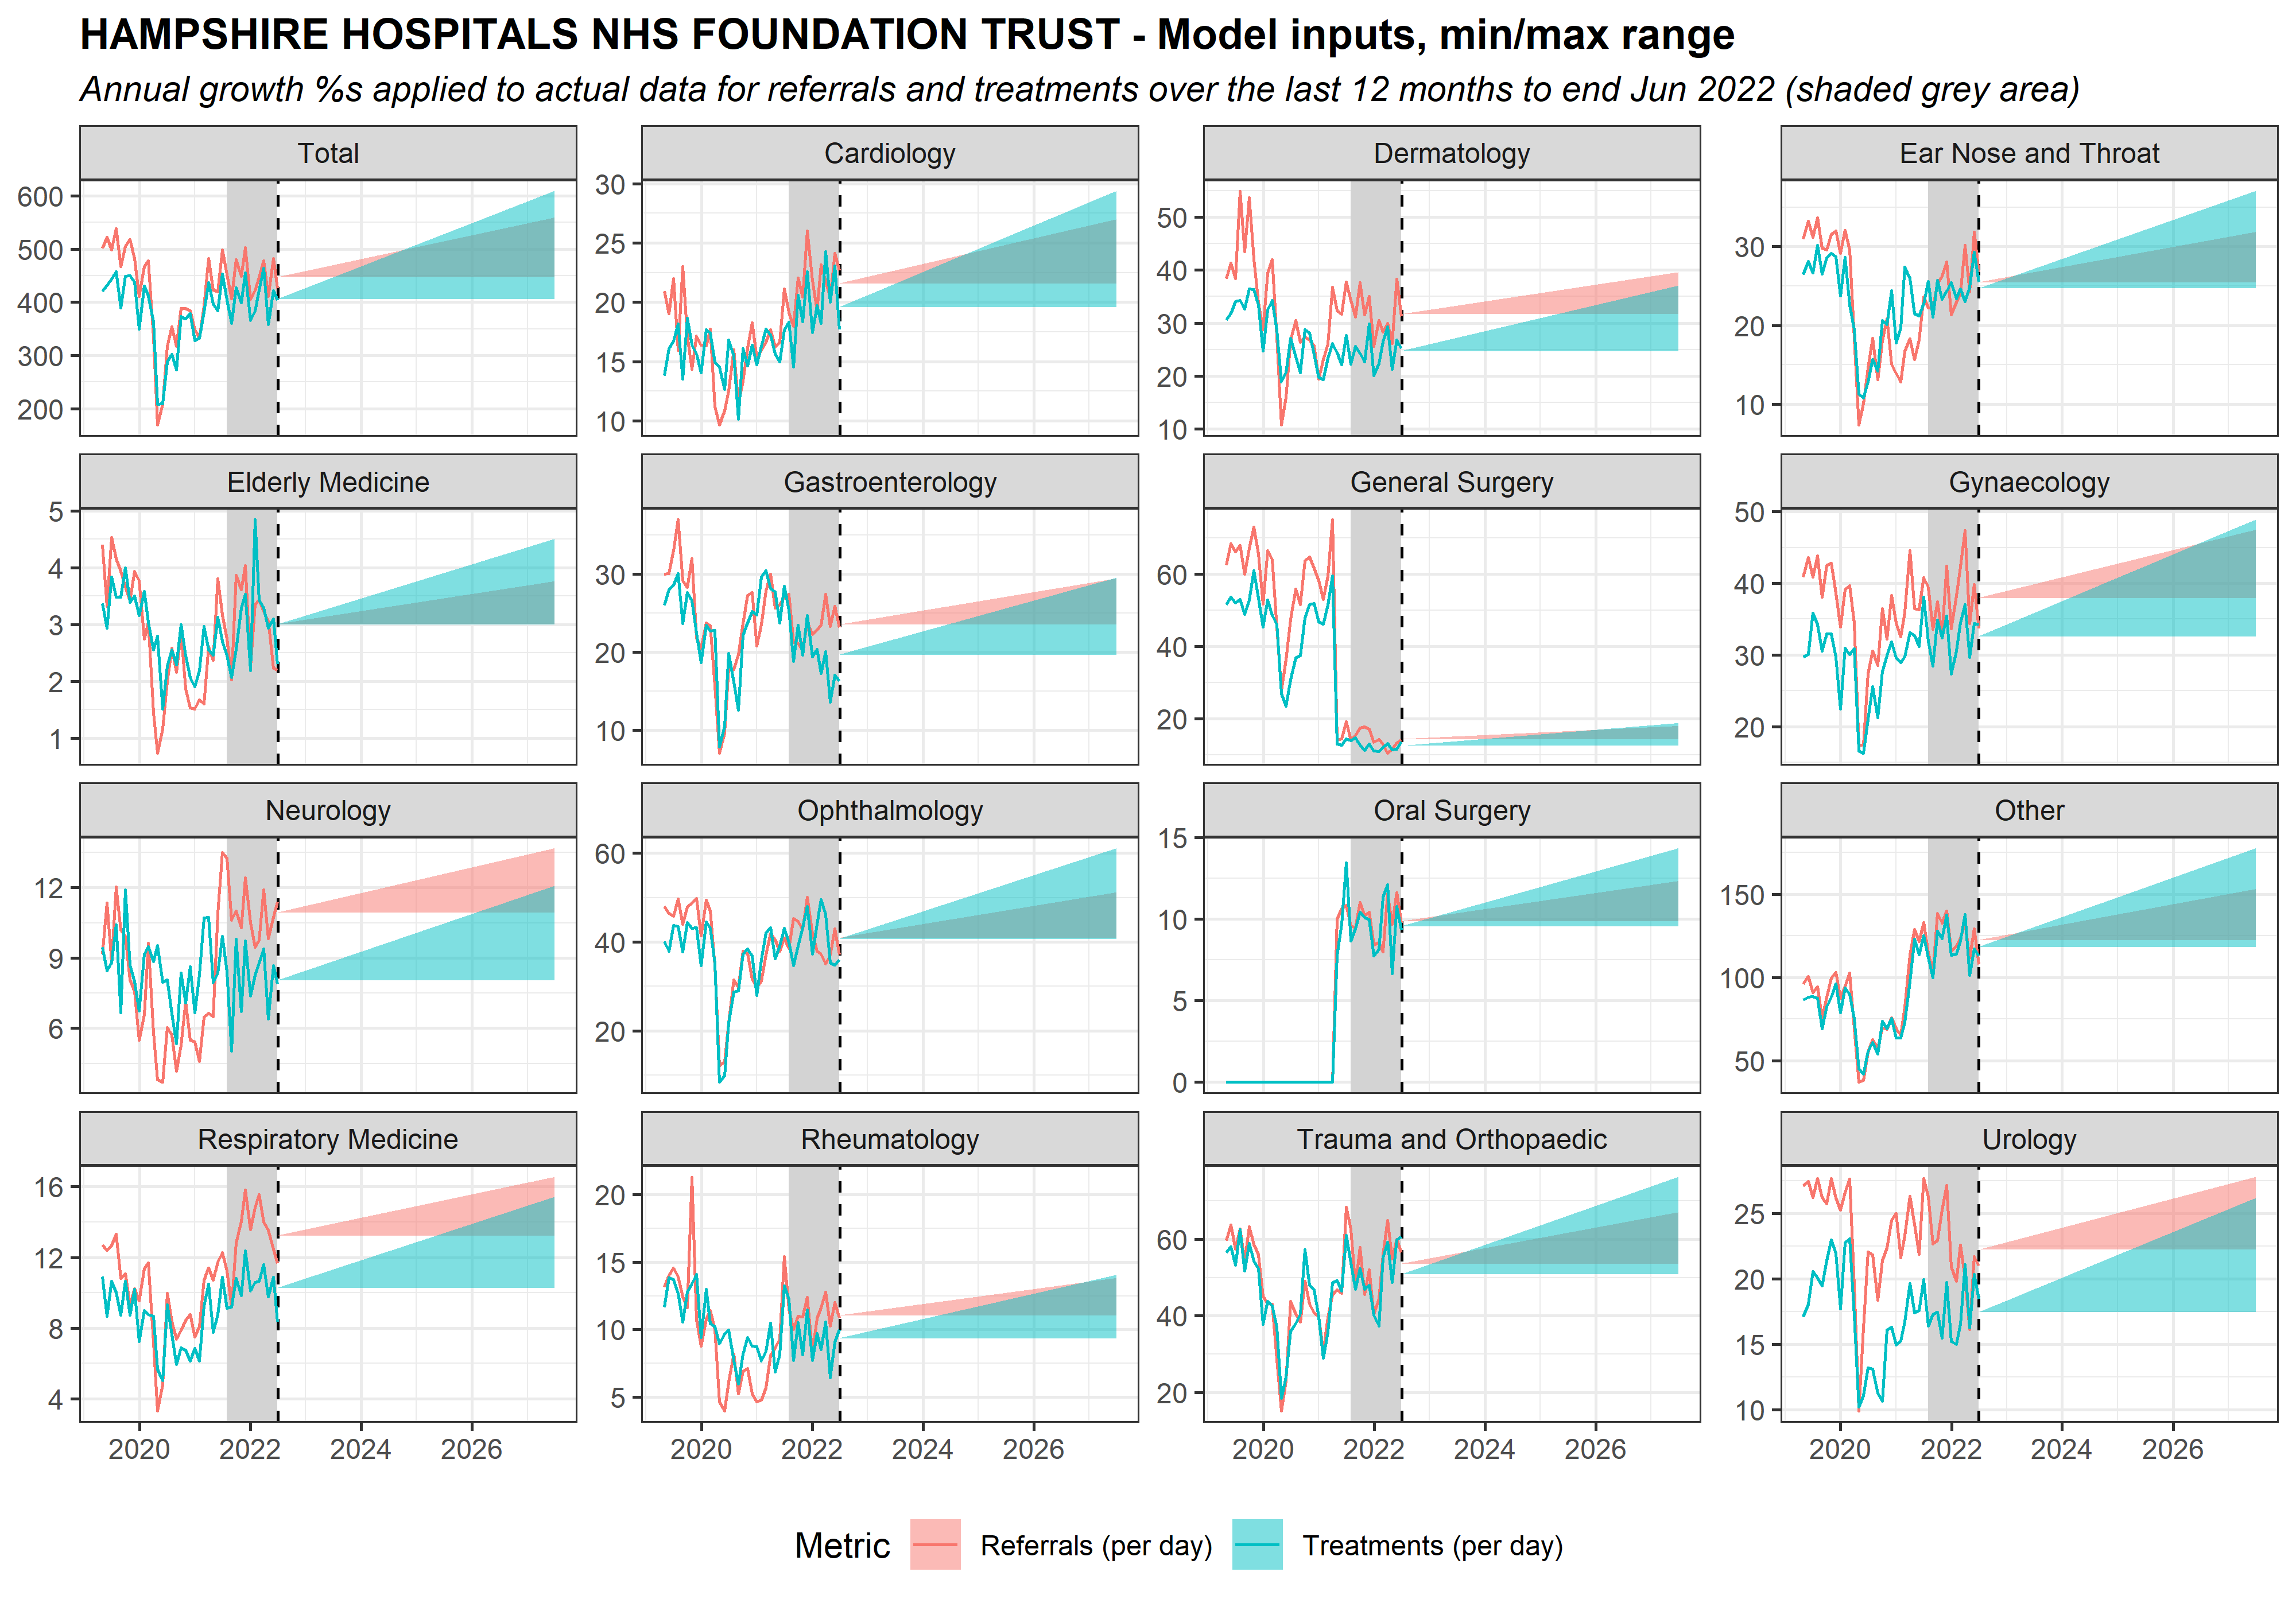 HAMPSHIRE HOSPITALS NHS FOUNDATION TRUST - Model inputs, min/max range
Annual growth %s applied to actual data for referrals and treatments over the last 12 months to end Jun 2022 (shaded grey area)
Total
Cardiology
Dermatology
Ear Nose and Throat
600
500
400
300
200
30
25
20
15
10
50
40
30
20
10
30
20
10
Elderly Medicine
Gastroenterology
General Surgery
Gynaecology
5
4
3
2
1
30
20
10
60
40
20
50
40
30
20
Neurology
Ophthalmology
Oral Surgery
Other
12
9
6
60
40
20
15
10
5
0
150
100
50
Respiratory Medicine
Rheumatology
Trauma and Orthopaedic
Urology
16
12
8
4
20
15
10
5
60
40
20
25
20
15
10
2020 2022 2024 2026
2020 2022 2024 2026
2020 2022 2024 2026
2020 2022 2024 2026
Metric Referrals (per day) Treatments (per day)